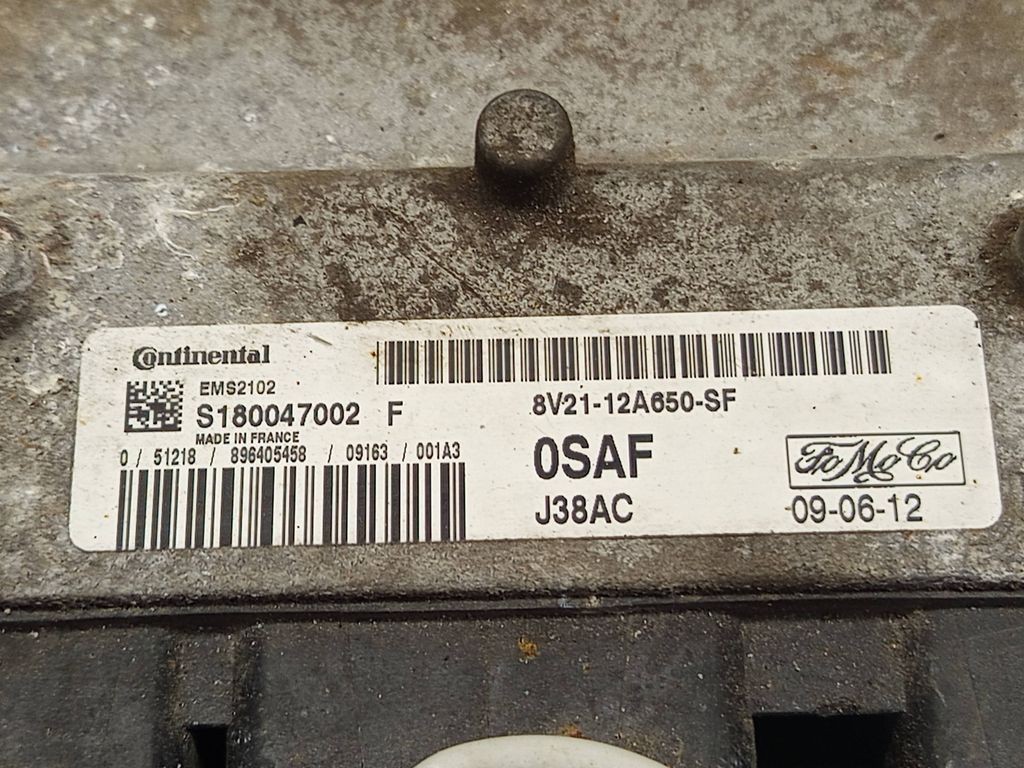 Continental
EMS2102
S180047002 F
MADE IN FRANCE
0 / 51218 / 896405458 / 09163 / 001A3
8V21-12A650-SF
0SAF
J38AC
FoMoCo
09-06-12